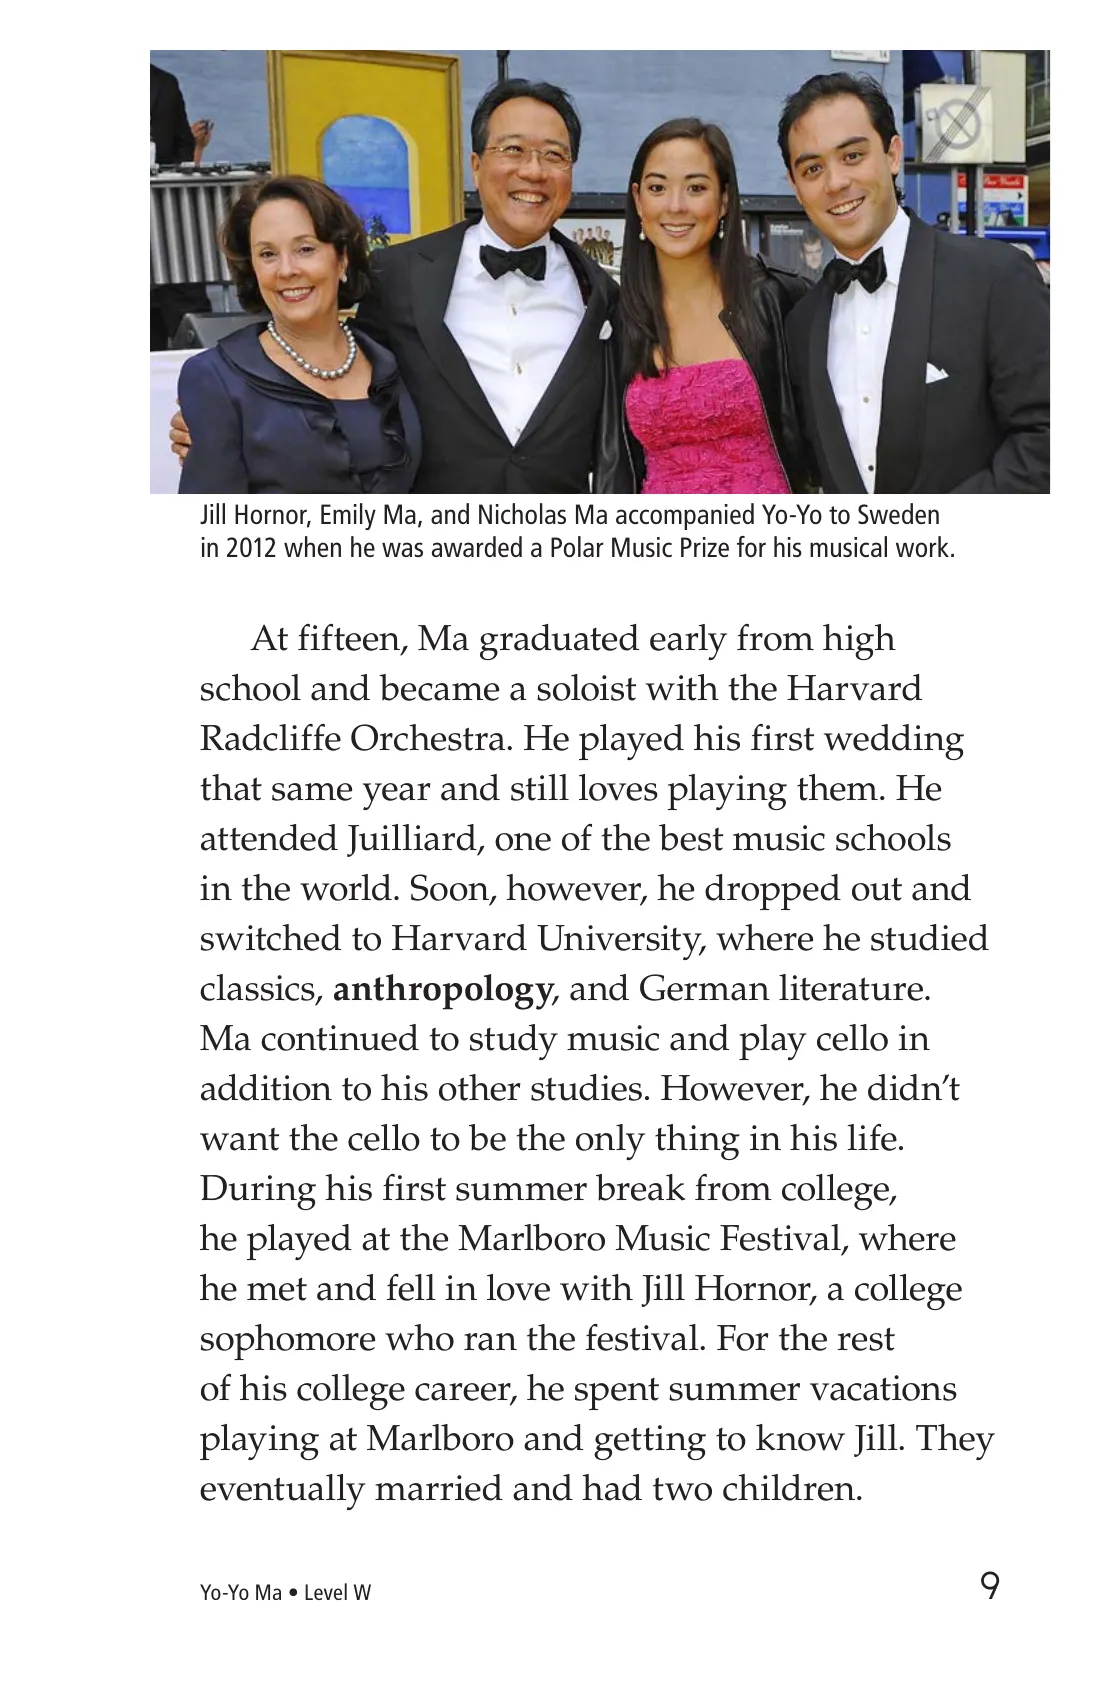 Jill Hornor, Emily Ma, and Nicholas Ma accompanied Yo-Yo to Sweden
in 2012 when he was awarded a Polar Music Prize for his musical work.
At fifteen, Ma graduated early from high
school and became a soloist with the Harvard
Radcliffe Orchestra. He played his first wedding
that same year and still loves playing them. He
attended Juilliard, one of the best music schools
in the world. Soon, however, he dropped out and
switched to Harvard University, where he studied
classics, anthropology, and German literature.
Ma continued to study music and play cello in
addition to his other studies. However, he didn’t
want the cello to be the only thing in his life.
During his first summer break from college,
he played at the Marlboro Music Festival, where
he met and fell in love with Jill Hornor, a college
sophomore who ran the festival. For the rest
of his college career, he spent summer vacations
playing at Marlboro and getting to know Jill. They
eventually married and had two children.
Yo-Yo Ma • Level W
9